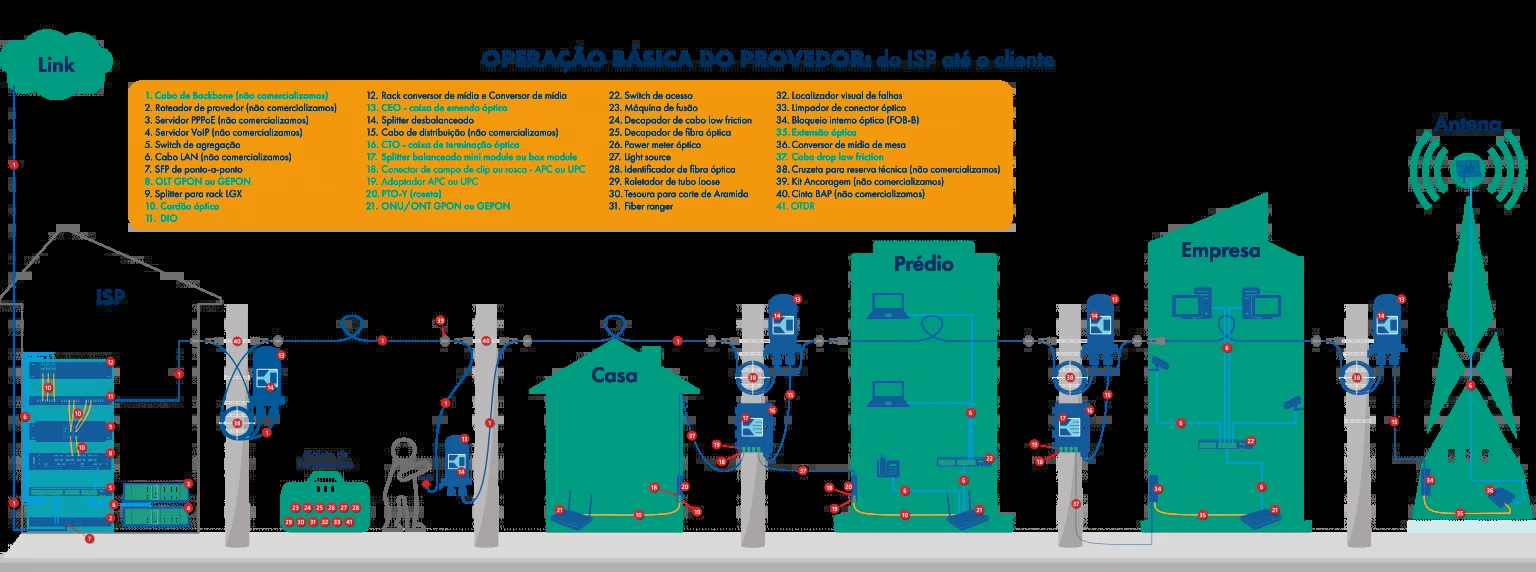 Link
OPERAÇÃO BÁSICA DO PROVEDOR: do ISP até o cliente
1. Cabo de Backbone (não comercializamos)
2. Roteador de provedor (não comercializamos)
3. Servidor PPPoE (não comercializamos)
4. Servidor VoIP (não comercializamos)
5. Switch de agregação
6. Cabo LAN (não comercializamos)
7. SFP de ponto-a-ponto
8. OLT GPON ou GEPON
9. Splitter para rack LGX
10. Cordão óptico
11. DIO
12. Rack conversor de mídia e Conversor de mídia
13. CEO - caixa de emenda óptica
14. Splitter desbalanceado
15. Cabo de distribuição (não comercializamos)
16. CTO - caixa de terminação óptica
17. Splitter balanceado mini module ou box module
18. Conector de campo de clip ou rosca - APC ou UPC
19. Adaptador APC ou UPC
20. PTO-Y (roseta)
21. ONU/ONT GPON ou GEPON
22. Switch de acesso
23. Máquina de fusão
24. Decapador de cabo low friction
25. Decapador de fibra óptica
26. Power meter óptico
27. Light source
28. Identificador de fibra óptica
29. Roletador de tubo loose
30. Tesoura para corte de Aramida
31. Fiber ranger
32. Localizador visual de falhas
33. Limpador de conector óptico
34. Bloqueio interno óptico (FOB-B)
35. Extensão óptica
36. Conversor de mídia de mesa
37. Cabo drop low friction
38. Cruzeta para reserva técnica (não comercializamos)
39. Kit Ancoragem (não comercializamos)
40. Cinta BAP (não comercializamos)
41. OTDR
Antena
ISP
Casa
Prédio
Empresa
23 24 25 26 27 28
29 30 31 32 33 41